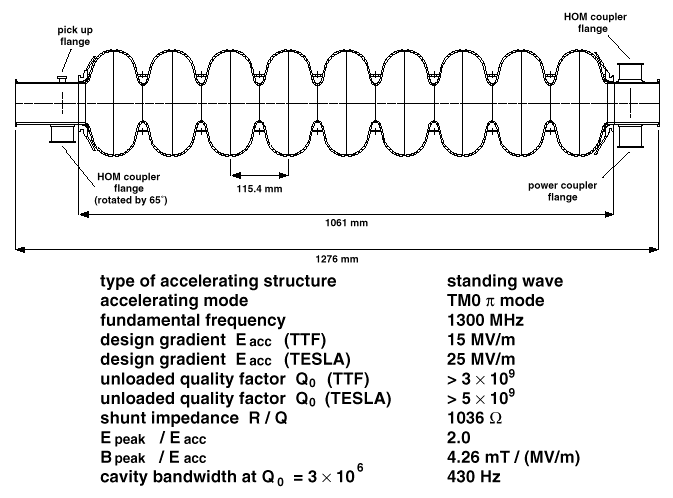 HOM coupler
flange
pick up
flange
HOM coupler
flange
(rotated by 65°)
115.4 mm
power coupler
flange
1061 mm
1276 mm
type of accelerating structure standing wave
accelerating mode TM0 π mode
fundamental frequency 1300 MHz
design gradient E acc (TTF) 15 MV/m
design gradient E acc (TESLA) 25 MV/m
unloaded quality factor Q0 (TTF) > 3 × 10^9
unloaded quality factor Q0 (TESLA) > 5 × 10^9
shunt impedance R / Q 1036 Ω
E peak / E acc 2.0
B peak / E acc 4.26 mT / (MV/m)
cavity bandwidth at Q0 = 3 × 10^6 430 Hz